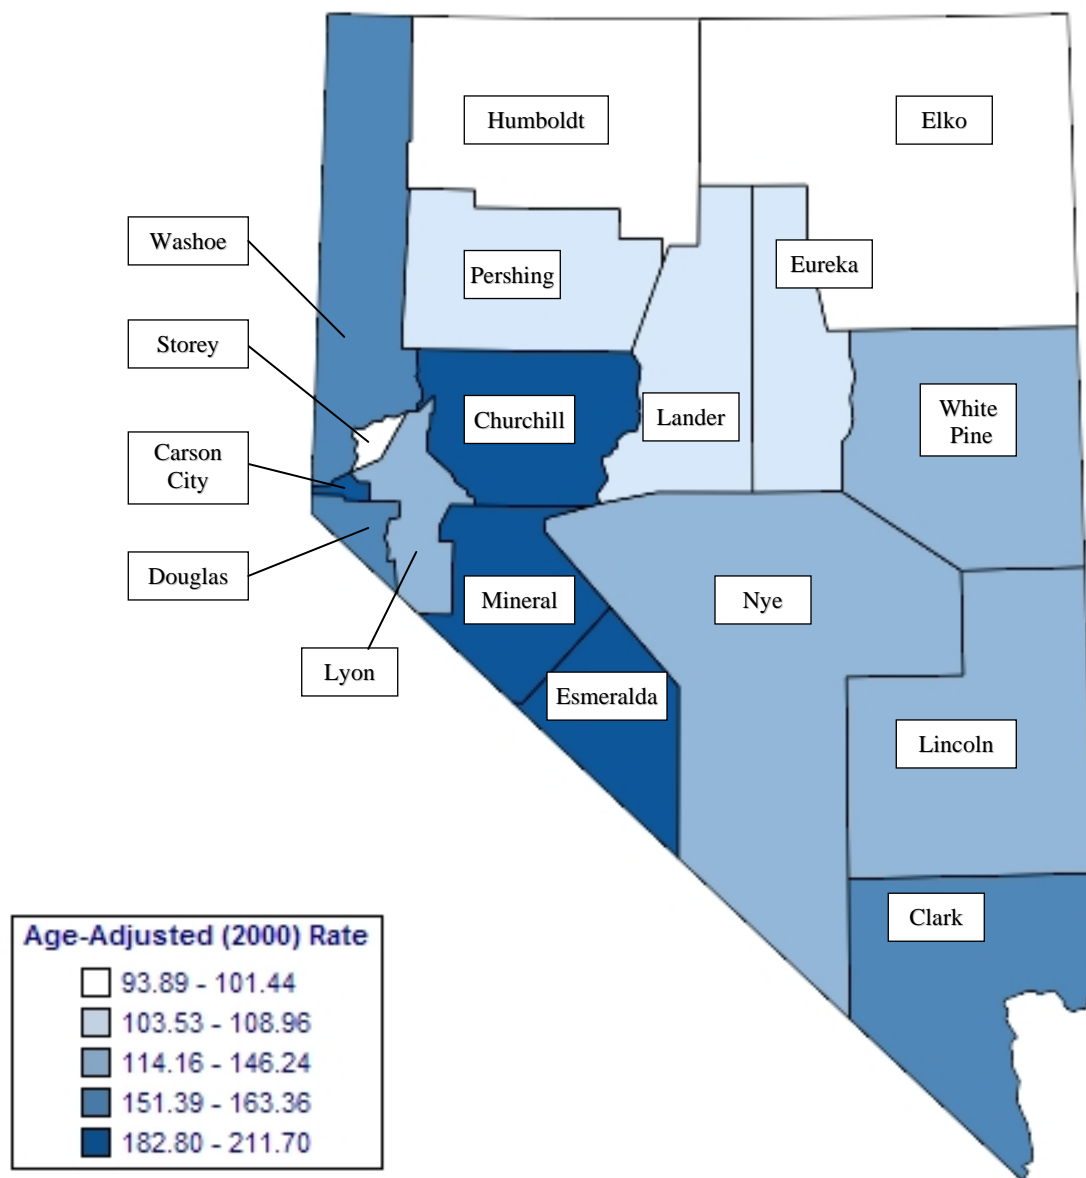 Humboldt
Elko
Washoe
Pershing
Eureka
Storey
Churchill
Lander
White
Pine
Carson
City
Douglas
Mineral
Nye
Lyon
Esmeralda
Lincoln
Clark
Age-Adjusted (2000) Rate
93.89 - 101.44
103.53 - 108.96
114.16 - 146.24
151.39 - 163.36
182.80 - 211.70